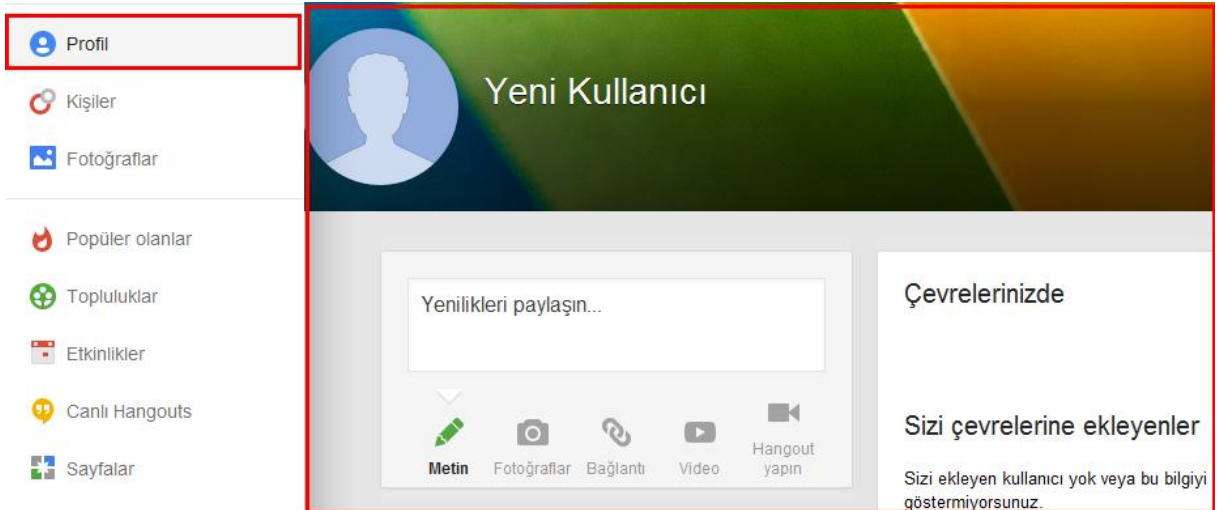 Profil
Kişiler
Fotoğraflar
Popüler olanlar
Topluluklar
Etkinlikler
Canlı Hangouts
Sayfalar
Yeni Kullanıcı
Yenilikleri paylaşın...
Metin
Fotoğraflar
Bağlantı
Video
Hangout
yapın
Çevrelerinizde
Sizi çevrelerine ekleyenler
Sizi ekleyen kullanıcı yok veya bu bilgiyi
göstermiyorsunuz.